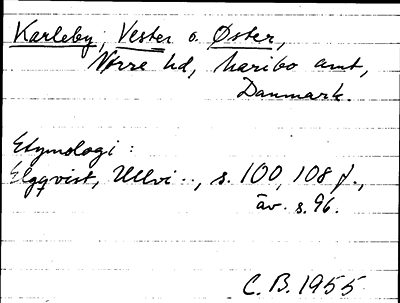 Karleby, Vester o. Øster,
Nørre hd, Maribo amt,
Danmark.
Etymologi:
Elgqvist, Ullvi.., s. 100, 108 f.,
äv. s. 96.
C. B. 1955